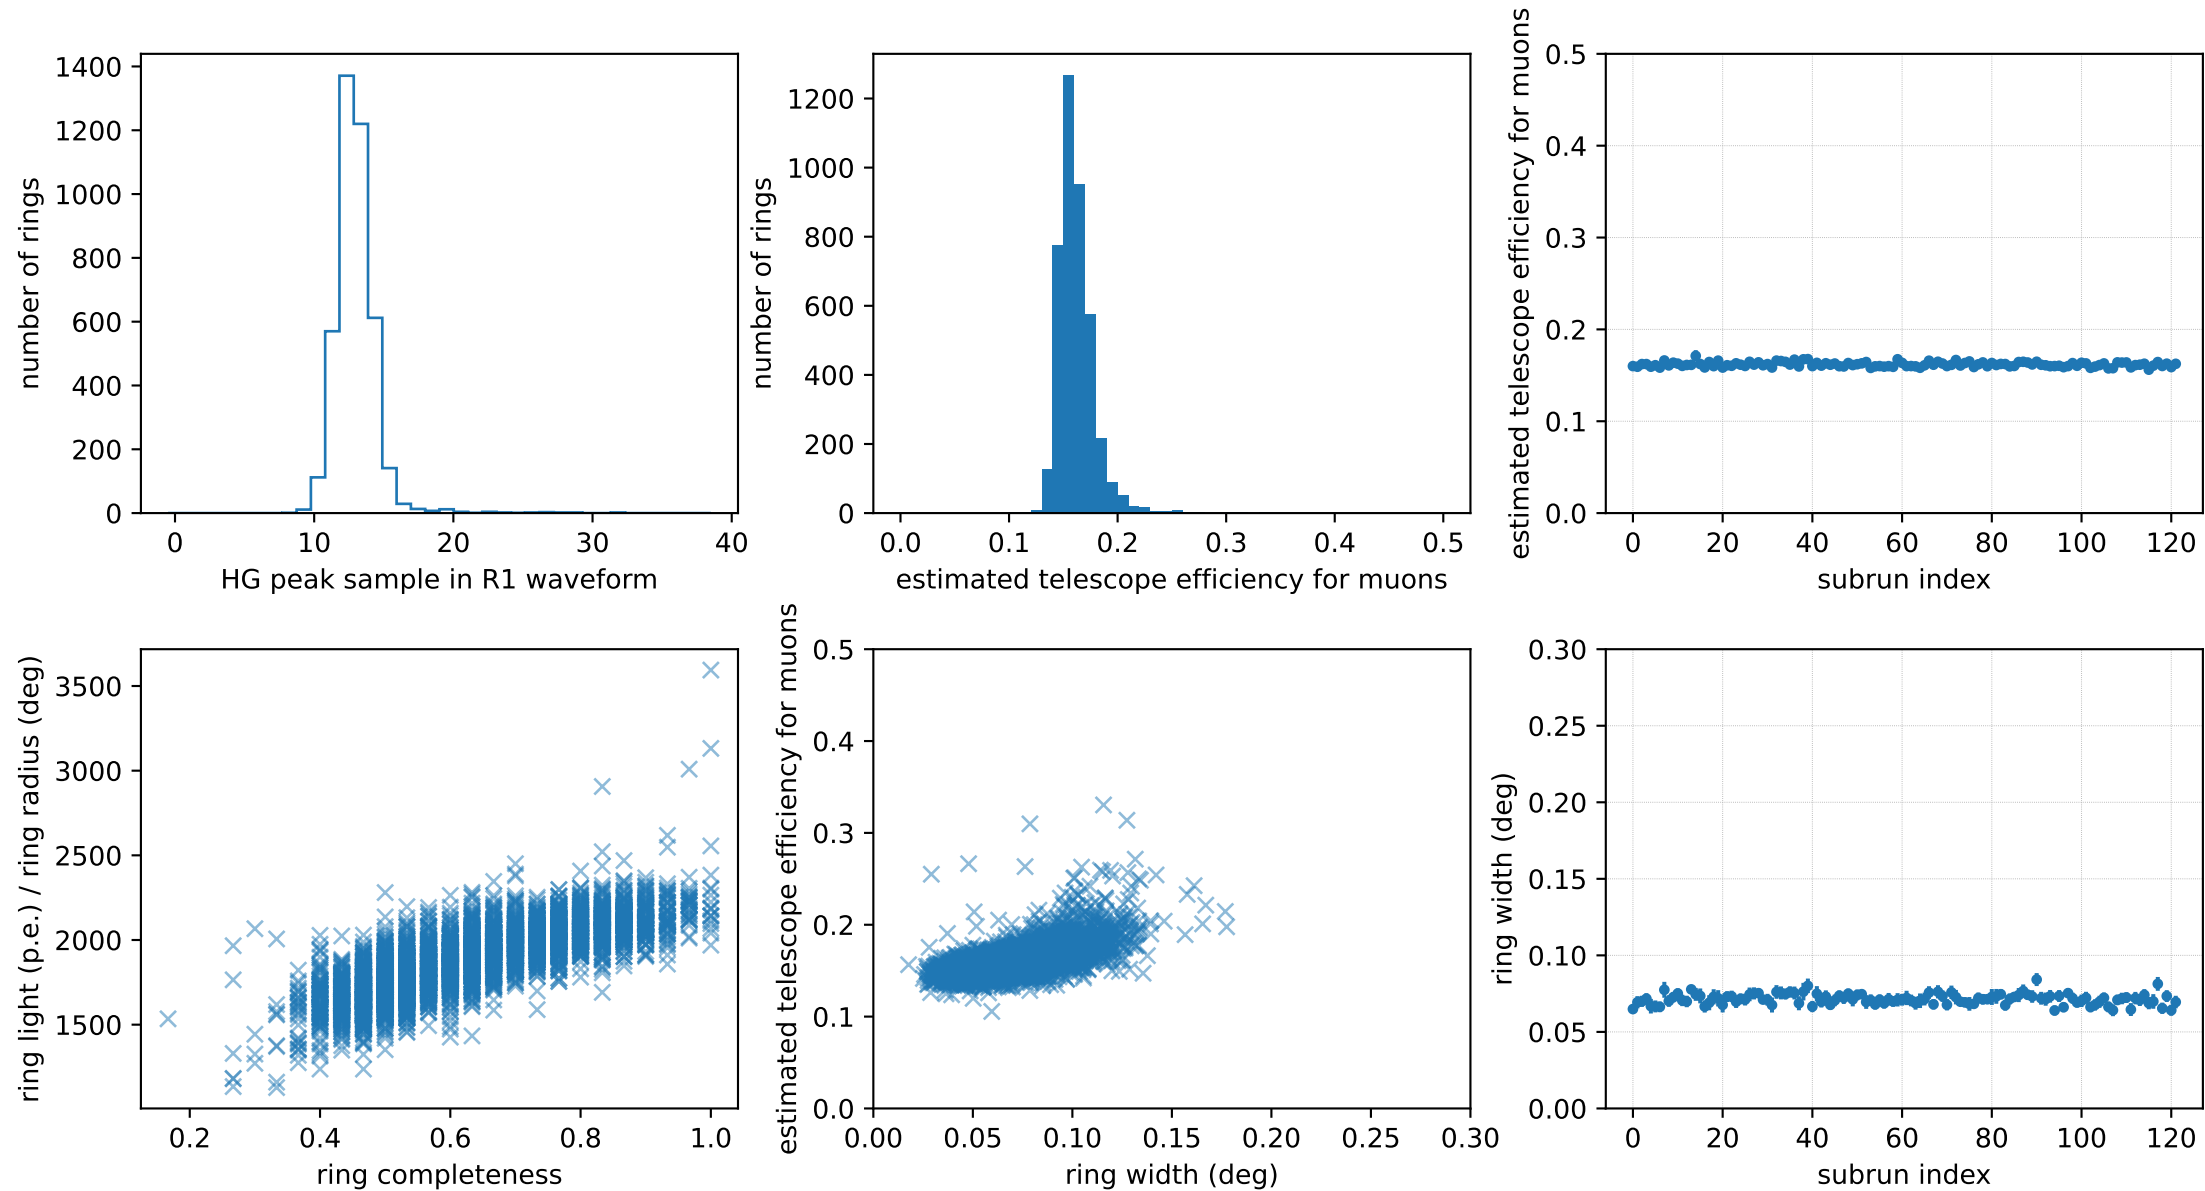 1400
1200
1000
800
600
400
200
0
number of rings
0 10 20 30 40
HG peak sample in R1 waveform
1200
1000
800
600
400
200
0
number of rings
0.0 0.1 0.2 0.3 0.4 0.5
estimated telescope efficiency for muons
0.5
0.4
0.3
0.2
0.1
0.0
estimated telescope efficiency for muons
0 20 40 60 80 100 120
subrun index
3500
3000
2500
2000
1500
ring light (p.e.) / ring radius (deg)
0.2 0.4 0.6 0.8 1.0
ring completeness
0.5
0.4
0.3
0.2
0.1
0.0
estimated telescope efficiency for muons
0.00 0.05 0.10 0.15 0.20 0.25 0.30
ring width (deg)
0.30
0.25
0.20
0.15
0.10
0.05
0.00
ring width (deg)
0 20 40 60 80 100 120
subrun index